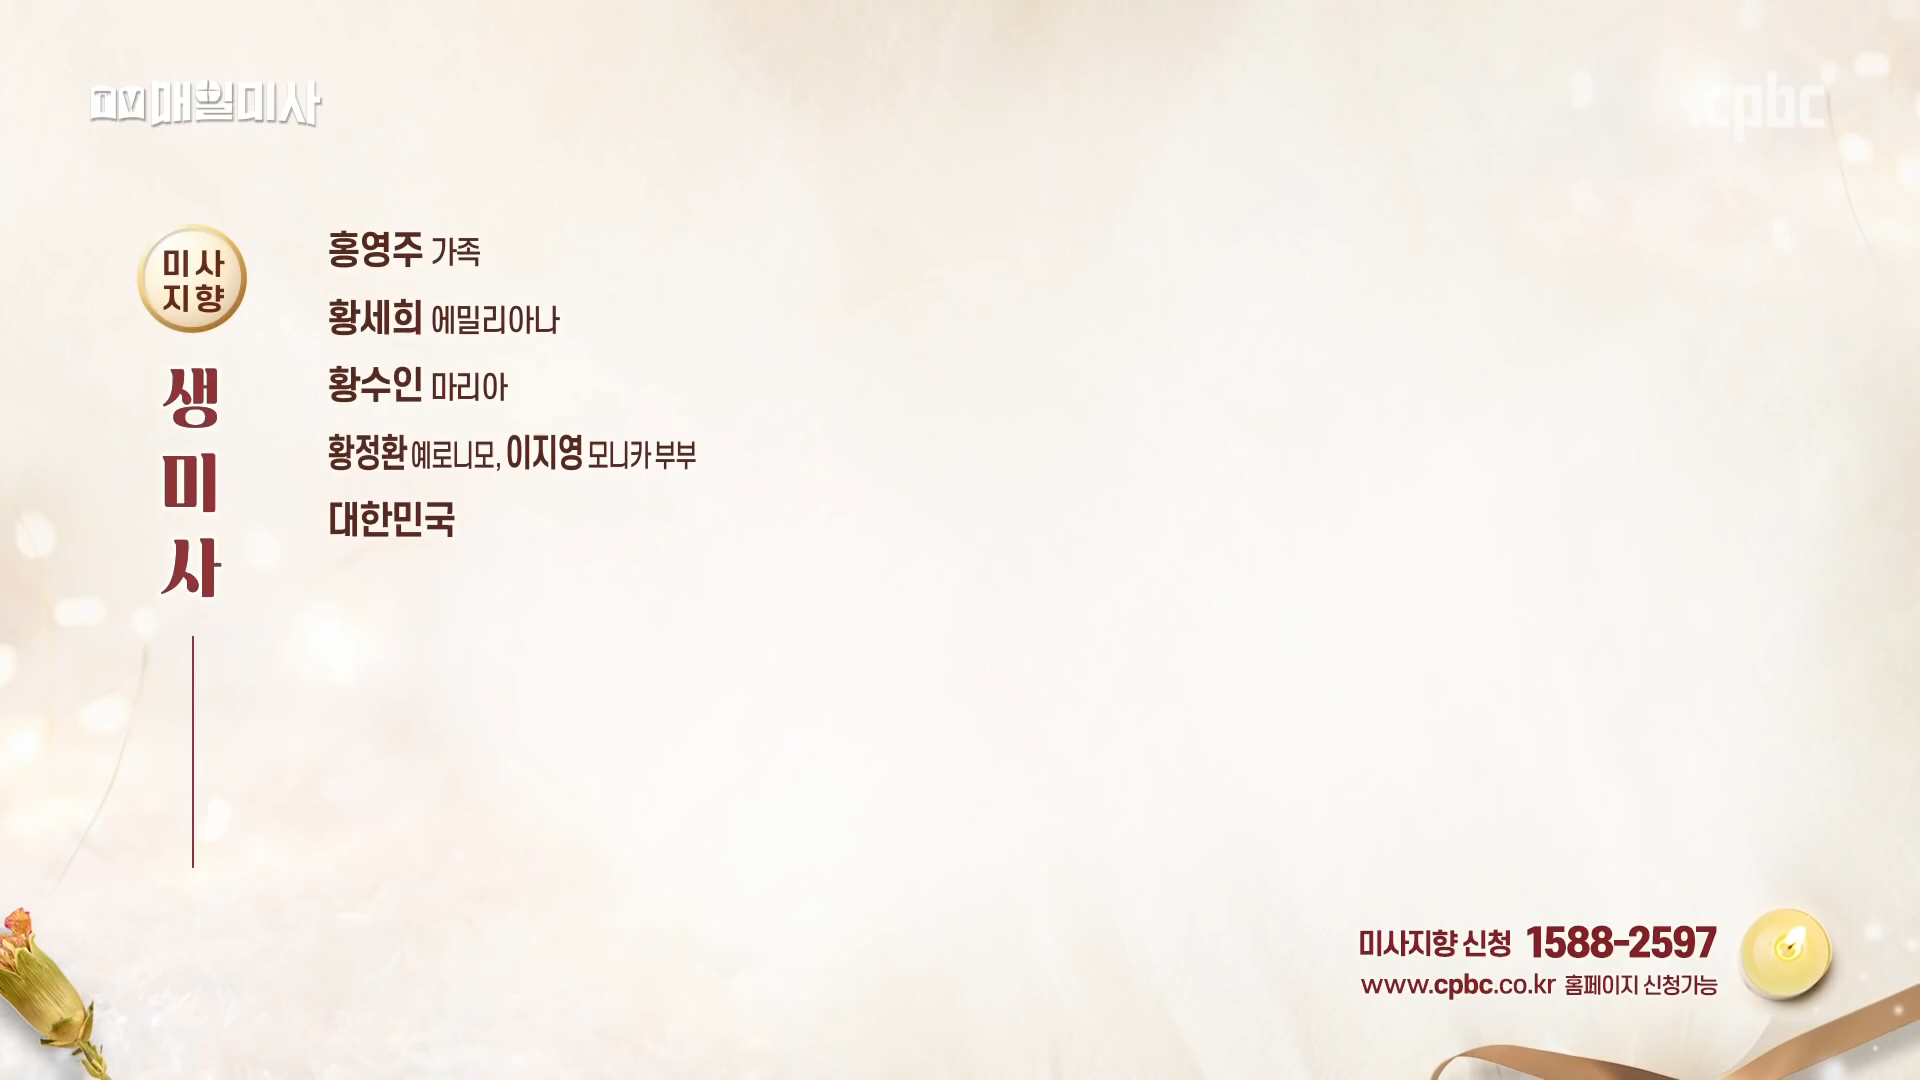 TV매일미사
cpbc
미사
지향
생미사
홍영주 가족
황세희 에밀리아나
황수인 마리아
황정환 예로니모, 이지영 모니카 부부
대한민국
미사지향 신청 1588-2597
www.cpbc.co.kr 홈페이지 신청가능